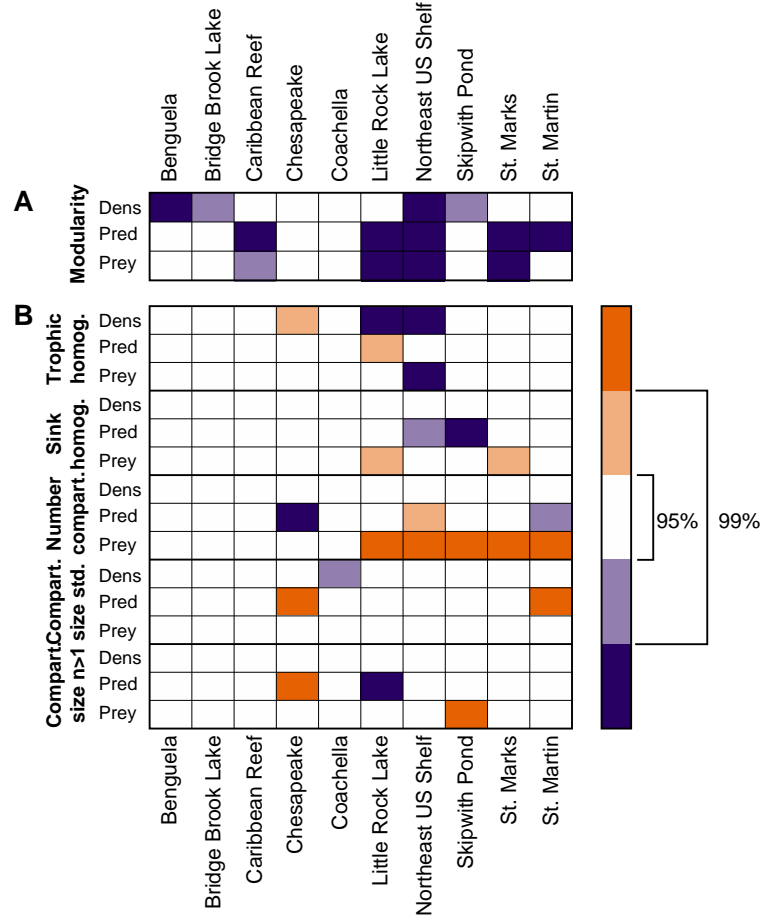 Benguela
Bridge Brook Lake
Caribbean Reef
Chesapeake
Coachella
Little Rock Lake
Northeast US Shelf
Skipwith Pond
St. Marks
St. Martin
A
Modularity
Dens
Pred
Prey
B
Trophic
homog.
Dens
Pred
Prey
Sink
homog.
Dens
Pred
Prey
Number
compart.
Dens
Pred
Prey
Compart.
size std.
Dens
Pred
Prey
Compart.
size n>1
Dens
Pred
Prey
95%
99%
Benguela
Bridge Brook Lake
Caribbean Reef
Chesapeake
Coachella
Little Rock Lake
Northeast US Shelf
Skipwith Pond
St. Marks
St. Martin